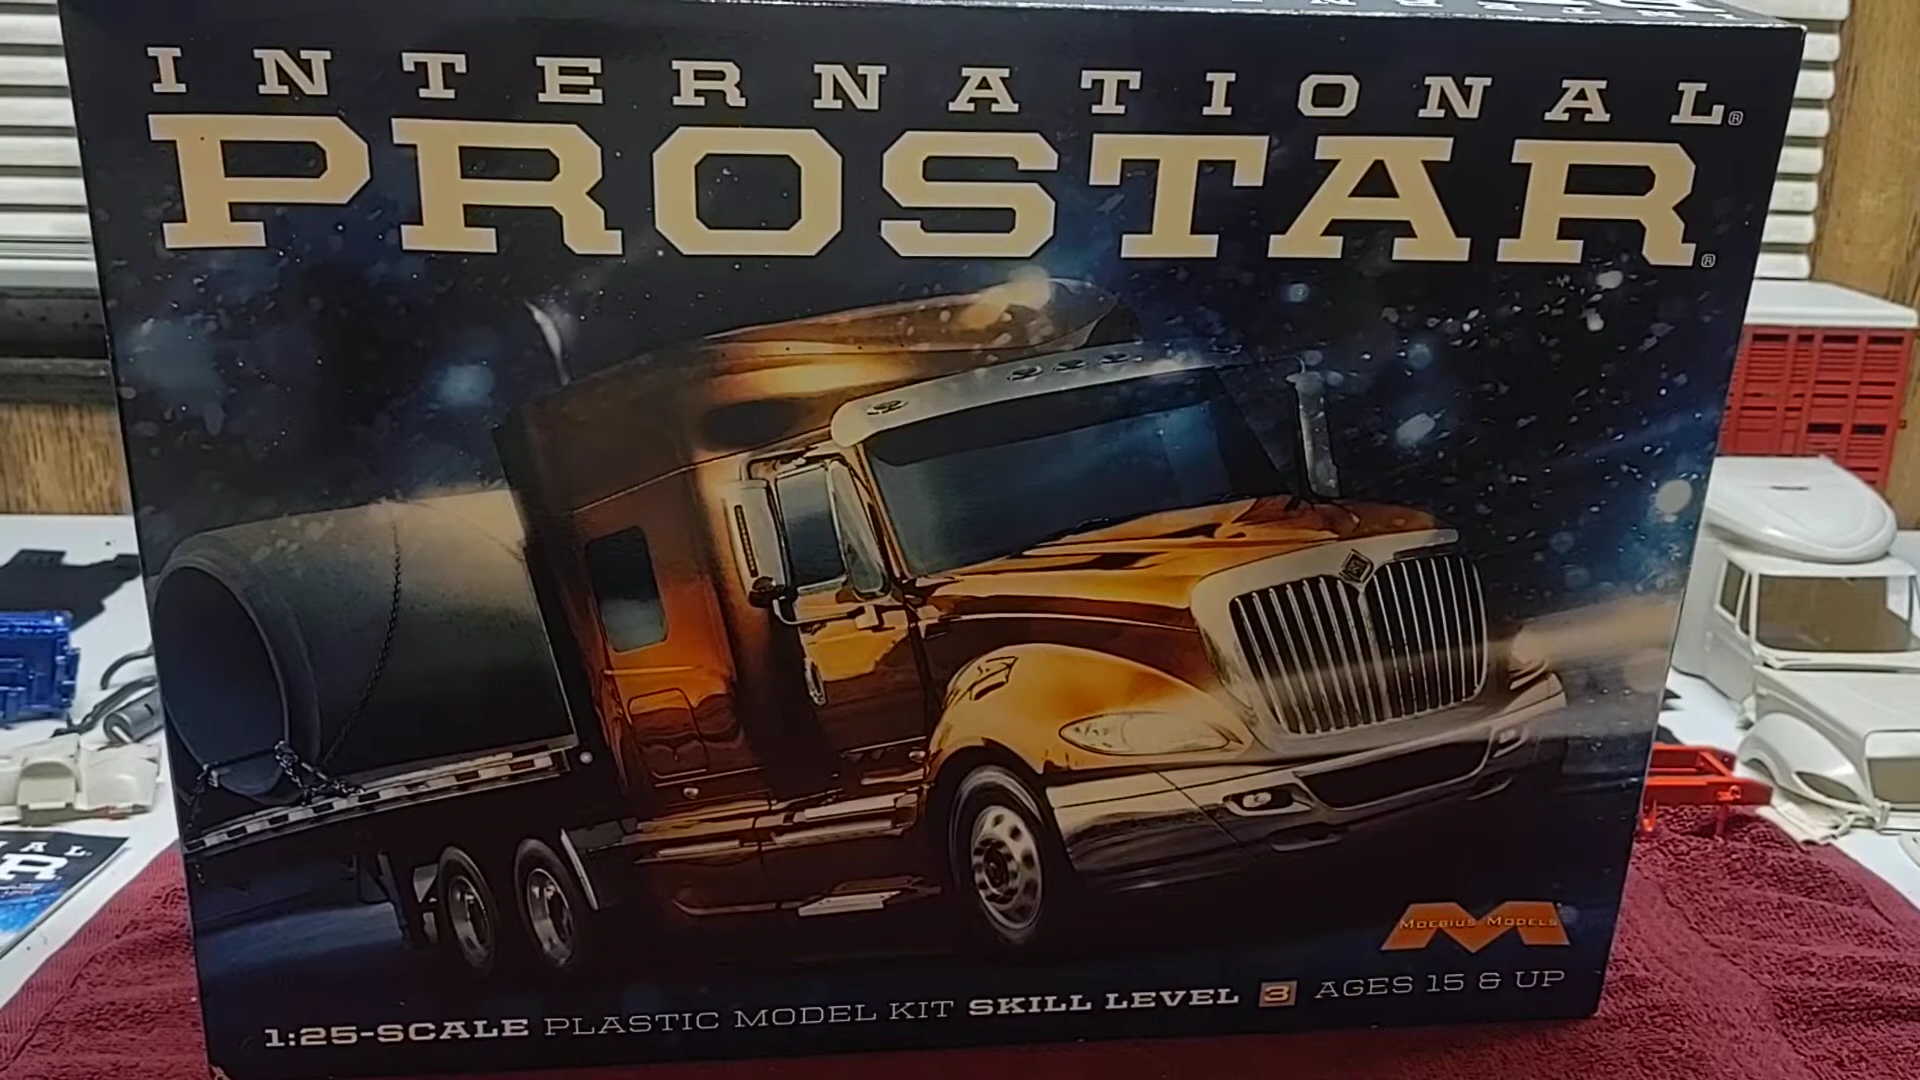 INTERNATIONAL®
PROSTAR®
MOEBIUS MODELS
1:25-SCALE PLASTIC MODEL KIT SKILL LEVEL 3 AGES 15 & UP